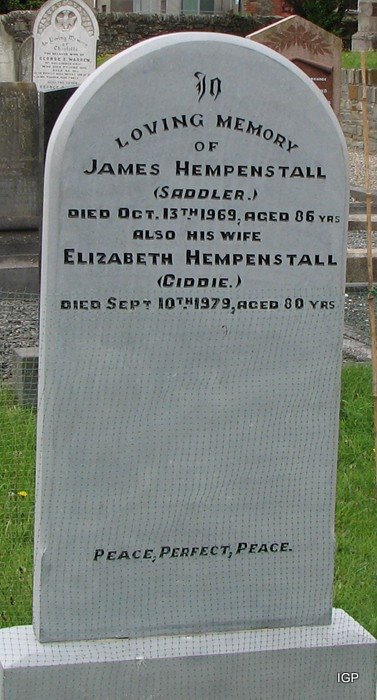 In
LOVING MEMORY
OF
JAMES HEMPENSTALL
(SADDLER.)
DIED OCT. 13TH 1969, AGED 86 YRS
ALSO HIS WIFE
ELIZABETH HEMPENSTALL
(CIDDIE.)
DIED SEPT 10TH 1979, AGED 80 YRS
PEACE, PERFECT, PEACE.
IGP